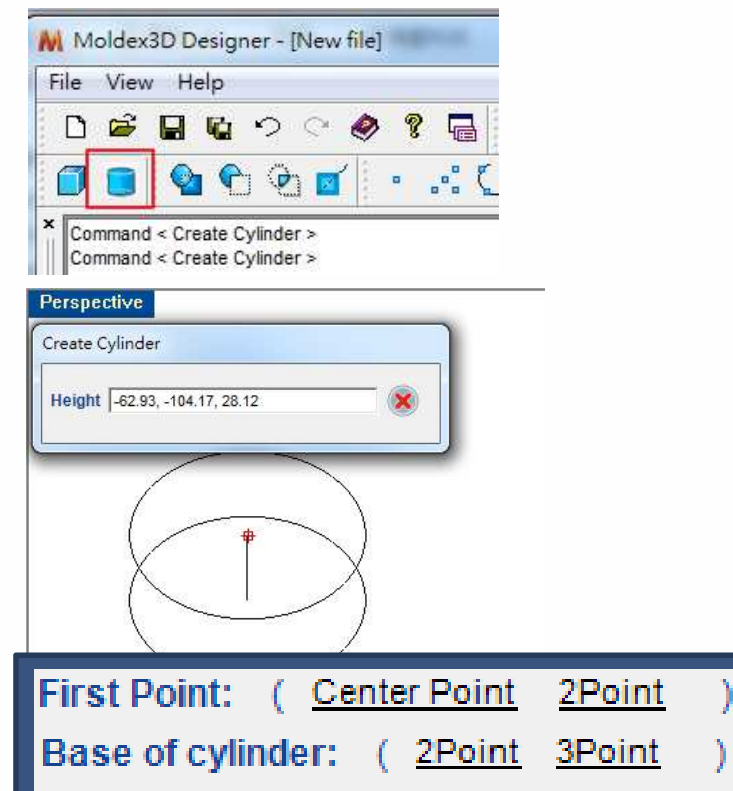 Moldex3D Designer - [New file]
File View Help
Command < Create Cylinder >
Command < Create Cylinder >
Perspective
Create Cylinder
Height -62.93, -104.17, 28.12
First Point: ( Center Point 2Point )
Base of cylinder: ( 2Point 3Point )